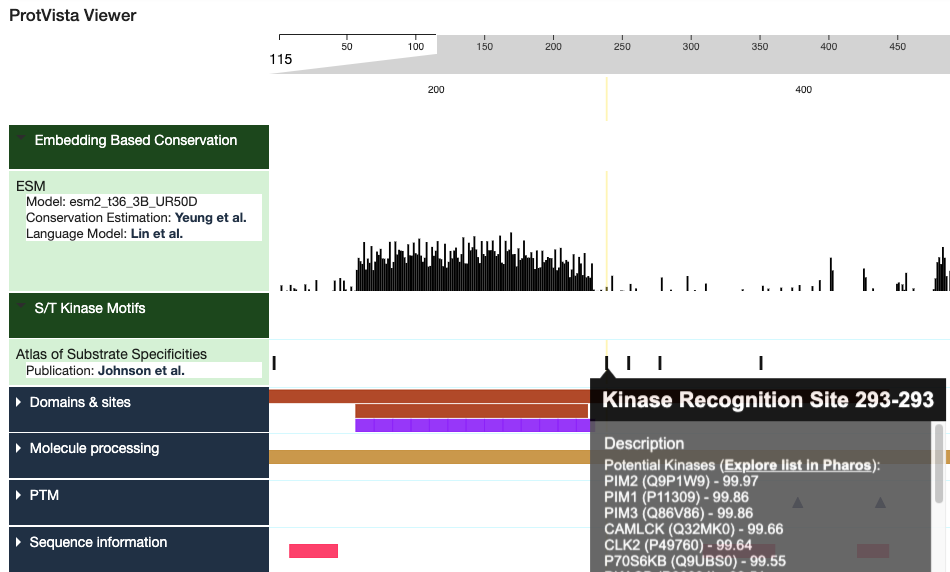 ProtVista Viewer
50 100 150 200 250 300 350 400 450
115
200 400
Embedding Based Conservation
ESM
Model: esm2_t36_3B_UR50D
Conservation Estimation: Yeung et al.
Language Model: Lin et al.
S/T Kinase Motifs
Atlas of Substrate Specificities
Publication: Johnson et al.
Domains & sites
Molecule processing
PTM
Sequence information
Kinase Recognition Site 293-293
Description
Potential Kinases (Explore list in Pharos):
PIM2 (Q9P1W9) - 99.97
PIM1 (P11309) - 99.86
PIM3 (Q86V86) - 99.86
CAMLCK (Q32MK0) - 99.66
CLK2 (P49760) - 99.64
P70S6KB (Q9UBS0) - 99.55